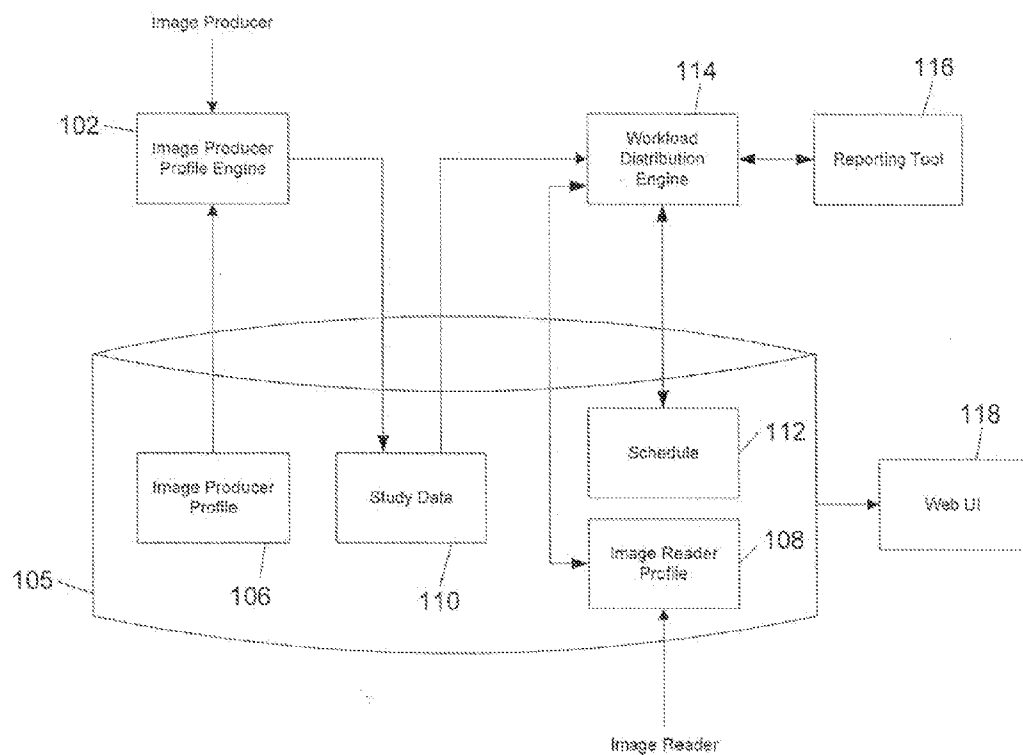 Image Producer
102
Image Producer
Profile Engine
114
Workload
Distribution
Engine
116
Reporting Tool
105
Image Producer
Profile
106
Study Data
110
Schedule
112
Image Reader
Profile
108
118
Web UI
Image Reader